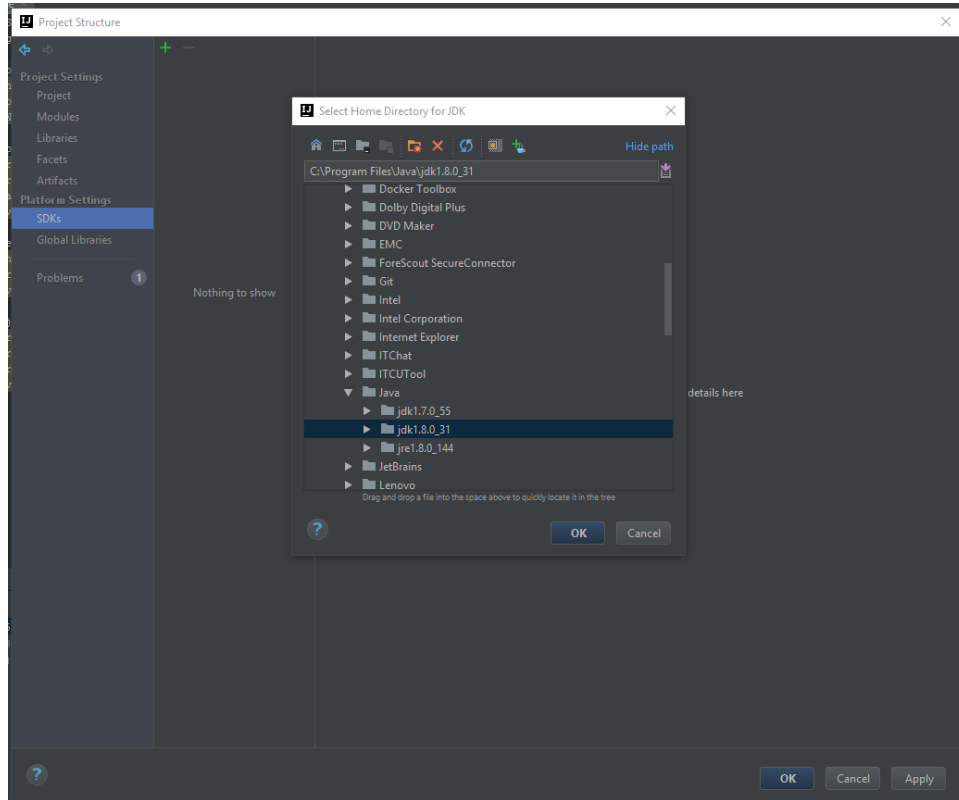 IJ Project Structure
Project Settings
Project
Modules
Libraries
Facets
Artifacts
Platform Settings
SDKs
Global Libraries
Problems 1
Nothing to show
IJ Select Home Directory for JDK
Hide path
C:\Program Files\Java\jdk1.8.0_31
Docker Toolbox
Dolby Digital Plus
DVD Maker
EMC
ForeScout SecureConnector
Git
Intel
Intel Corporation
Internet Explorer
ITChat
ITCUTool
Java
jdk1.7.0_55
jdk1.8.0_31
jre1.8.0_144
JetBrains
Lenovo
Drag and drop a file into the space above to quickly locate it in the tree
? OK Cancel
details here
? OK Cancel Apply